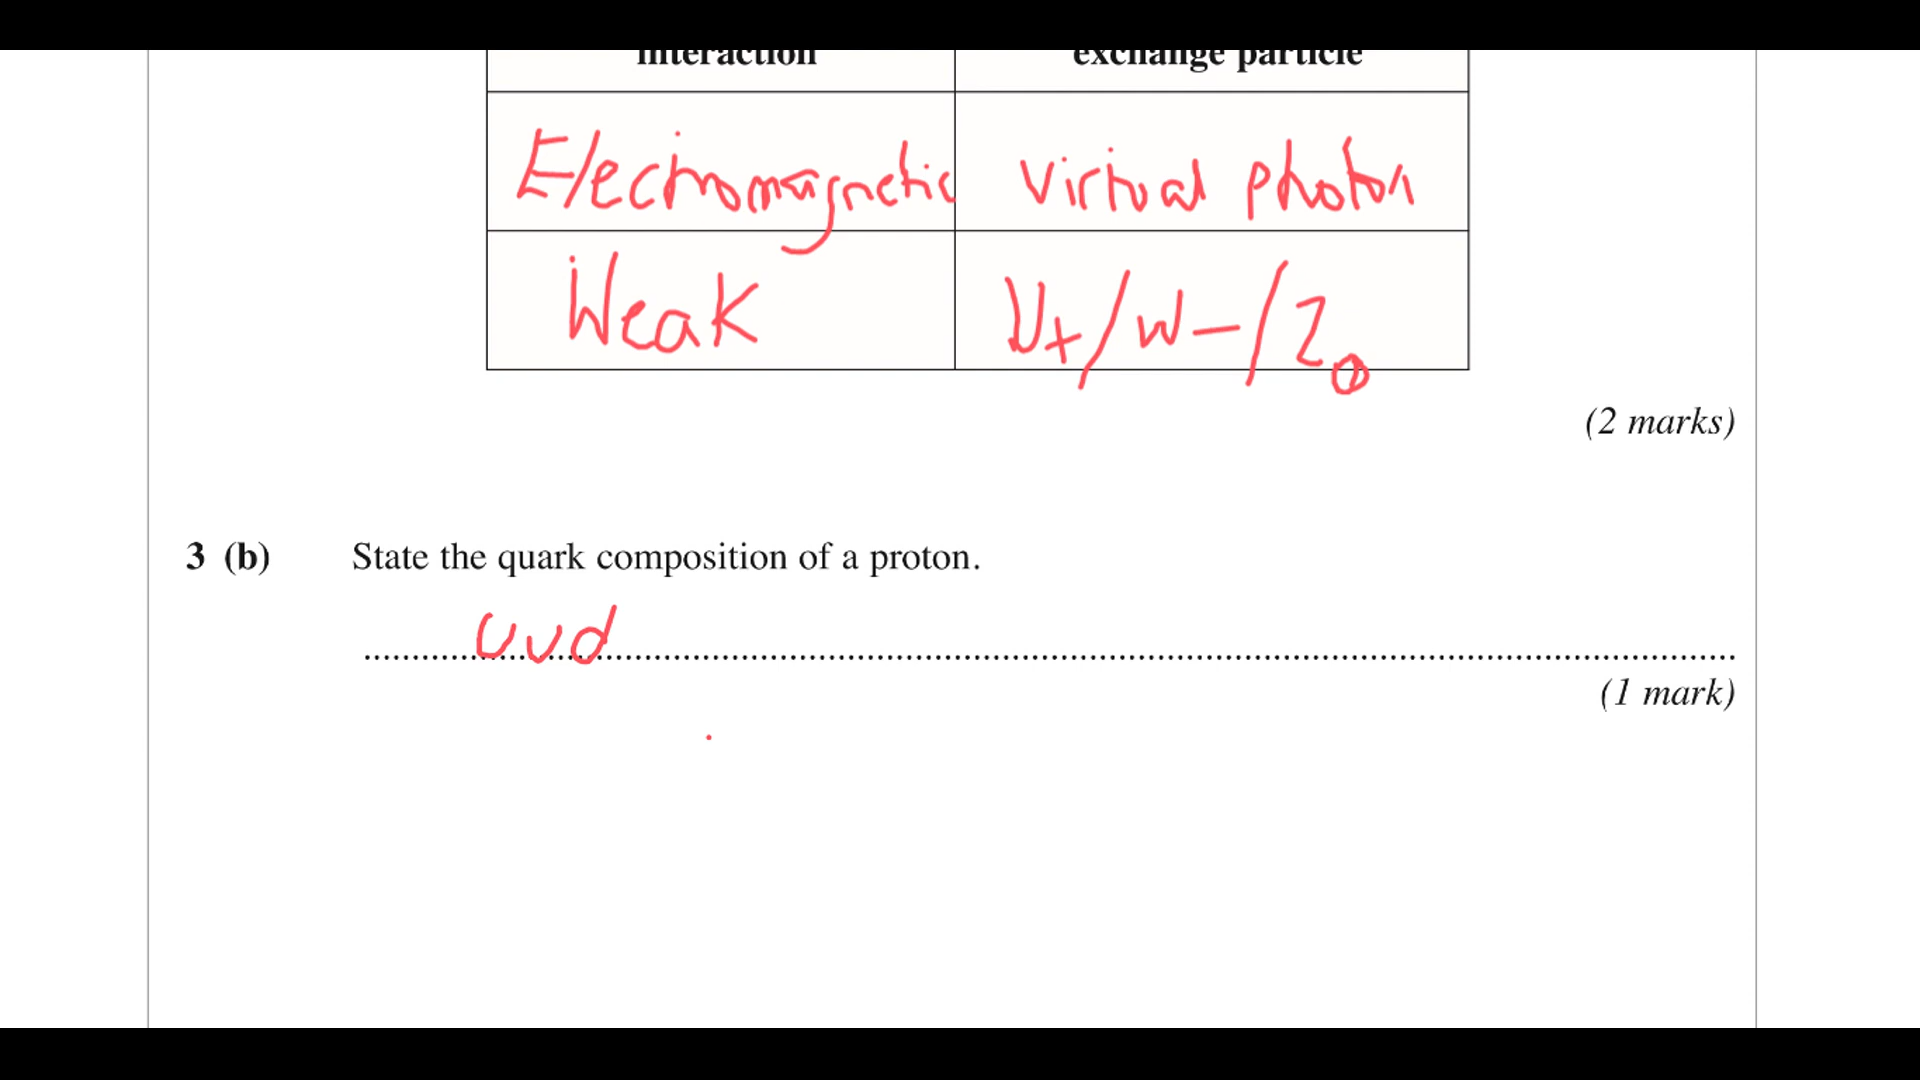 interaction exchange particle
Electromagnetic virtual photon
Weak W+/W-/Z0
(2 marks)
3 (b) State the quark composition of a proton.
uud
(1 mark)